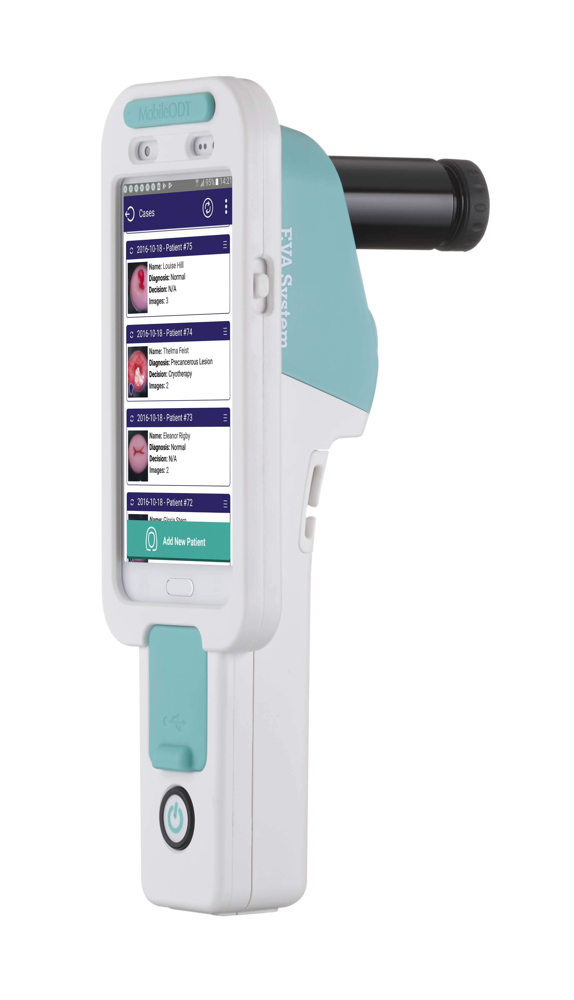 MobileODT
95% 14:21
Cases
2016-10-18 - Patient #75
Name: Louise Hill
Diagnosis: Normal
Decision: N/A
Images: 3
2016-10-18 - Patient #74
Name: Thelma Feist
Diagnosis: Precancerous Lesion
Decision: Cryotherapy
Images: 2
2016-10-18 - Patient #73
Name: Eleanor Rigby
Diagnosis: Normal
Decision: N/A
Images: 2
2016-10-18 - Patient #72
Name: Gloria Stern
Add New Patient
EVA System